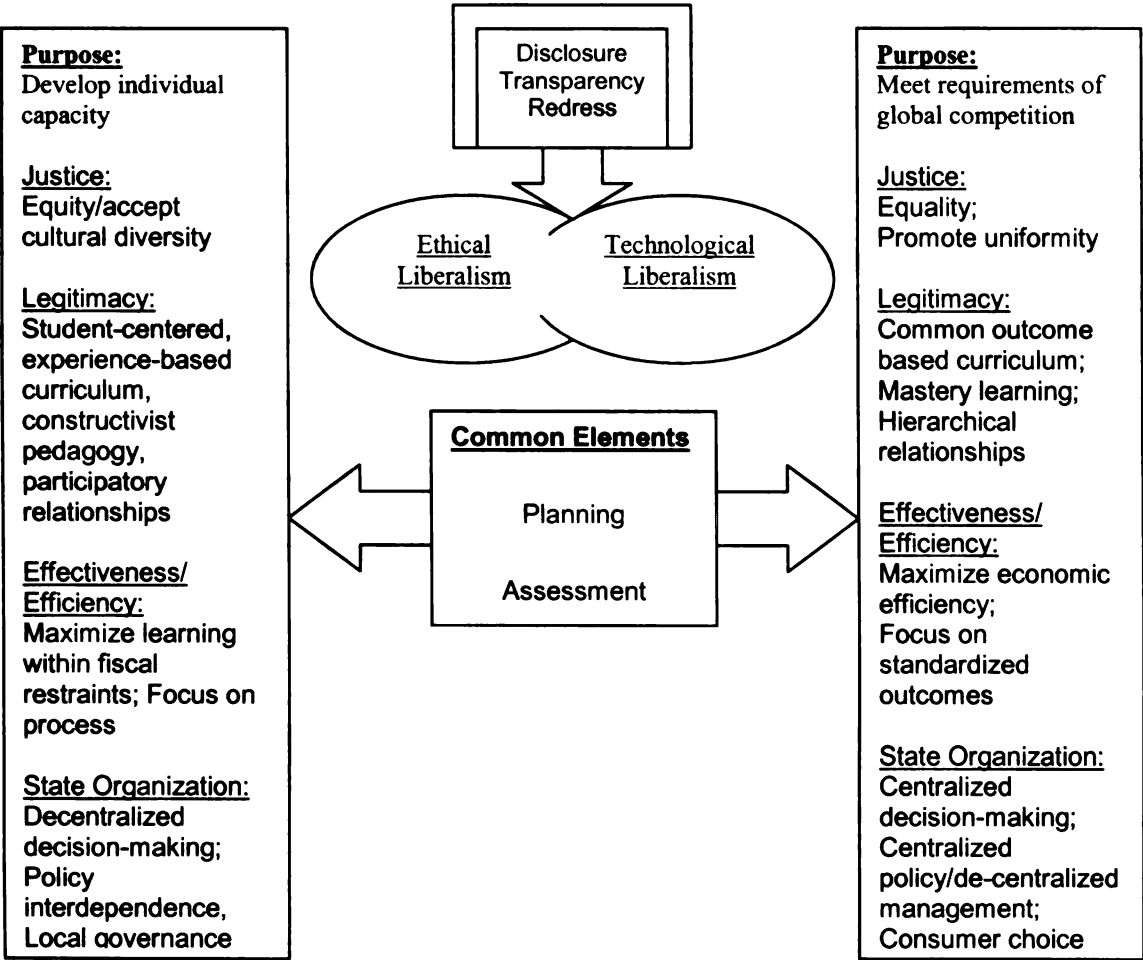 Purpose:
Develop individual
capacity
Justice:
Equity/accept
cultural diversity
Legitimacy:
Student-centered,
experience-based
curriculum,
constructivist
pedagogy,
participatory
relationships
Effectiveness/
Efficiency:
Maximize learning
within fiscal
restraints; Focus on
process
State Organization:
Decentralized
decision-making;
Policy
interdependence,
Local governance
Disclosure
Transparency
Redress
Ethical
Liberalism
Technological
Liberalism
Common Elements
Planning
Assessment
Purpose:
Meet requirements of
global competition
Justice:
Equality;
Promote uniformity
Legitimacy:
Common outcome
based curriculum;
Mastery learning;
Hierarchical
relationships
Effectiveness/
Efficiency:
Maximize economic
efficiency;
Focus on
standardized
outcomes
State Organization:
Centralized
decision-making;
Centralized
policy/de-centralized
management;
Consumer choice